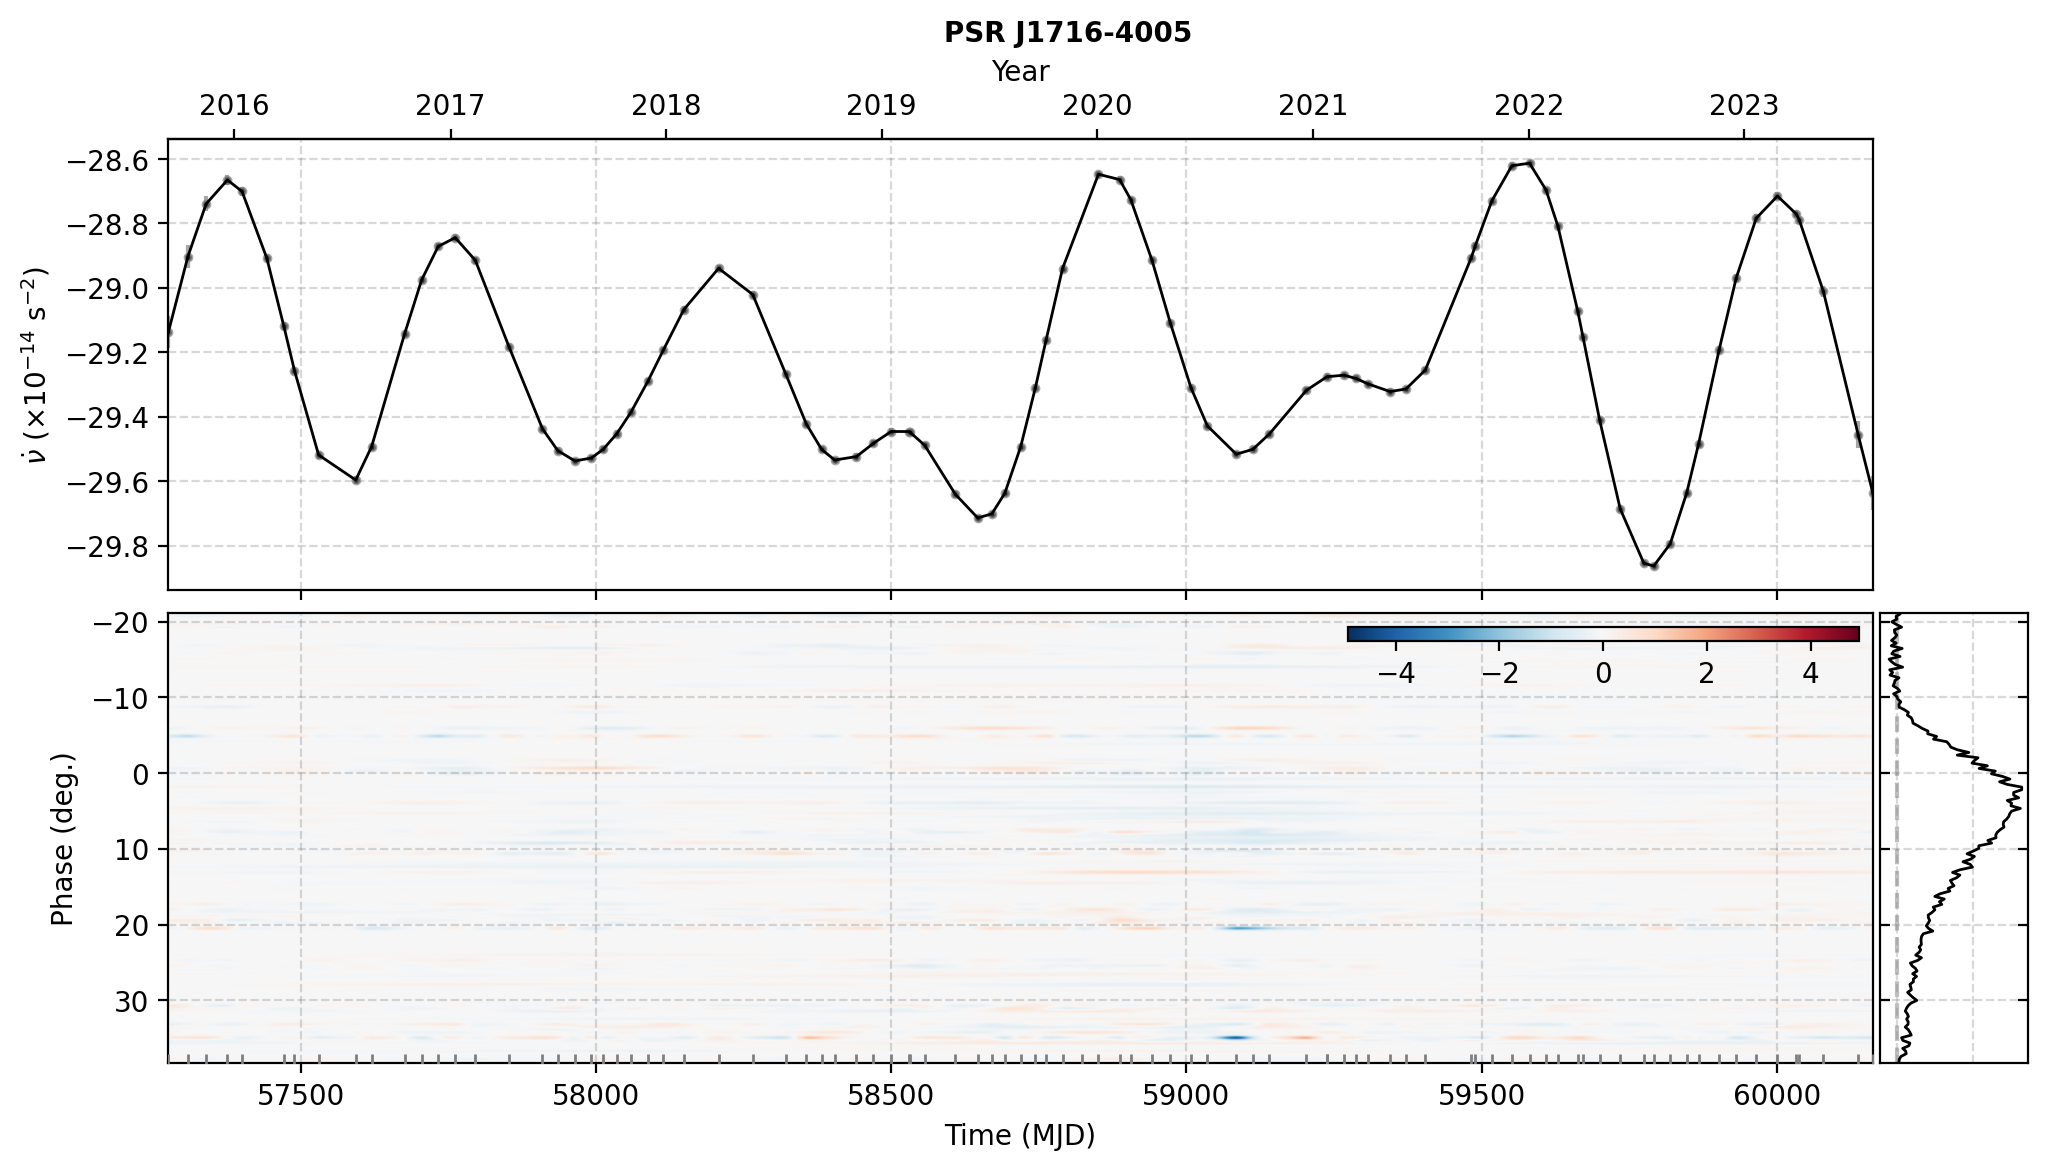 PSR J1716-4005
Year
2016 2017 2018 2019 2020 2021 2022 2023
−28.6
−28.8
−29.0
−29.2
−29.4
−29.6
−29.8
ν̇ (×10⁻¹⁴ s⁻²)
−20
−10
0
10
20
30
Phase (deg.)
−4 −2 0 2 4
57500 58000 58500 59000 59500 60000
Time (MJD)